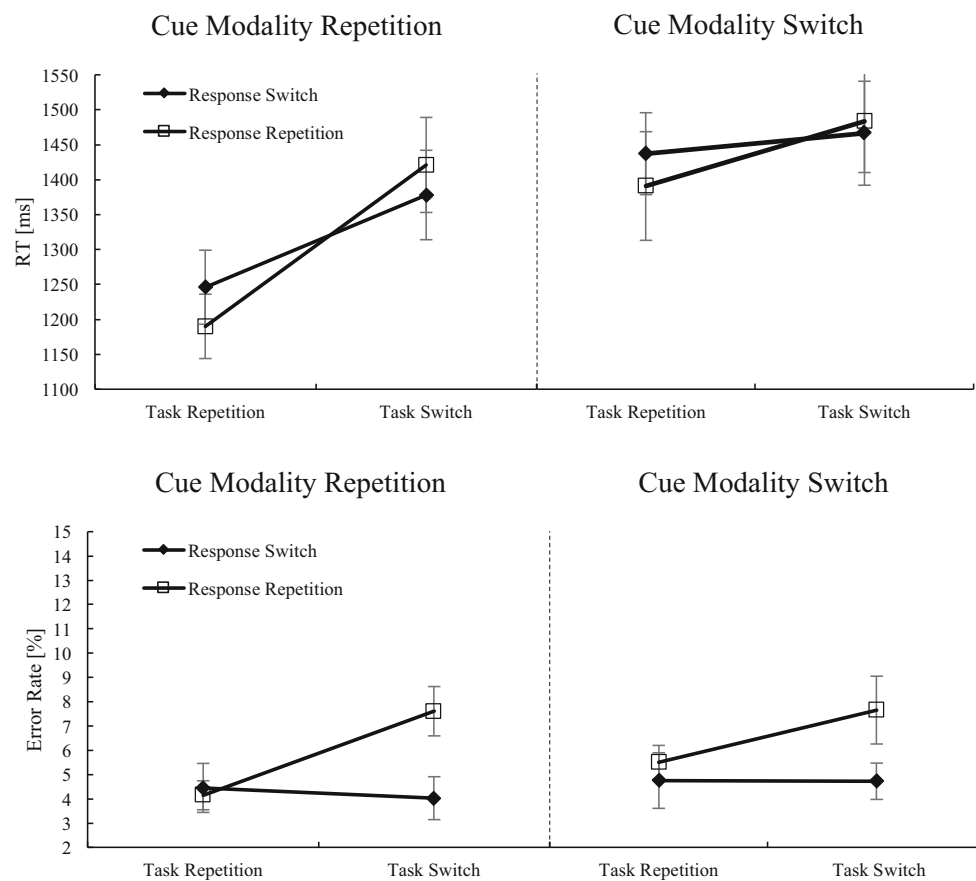 Cue Modality Repetition
Cue Modality Switch
1550
1500
1450
1400
1350
1300
1250
1200
1150
1100
RT [ms]
Response Switch
Response Repetition
Task Repetition
Task Switch
Task Repetition
Task Switch
Cue Modality Repetition
Cue Modality Switch
15
14
13
12
11
10
9
8
7
6
5
4
3
2
Error Rate [%]
Response Switch
Response Repetition
Task Repetition
Task Switch
Task Repetition
Task Switch